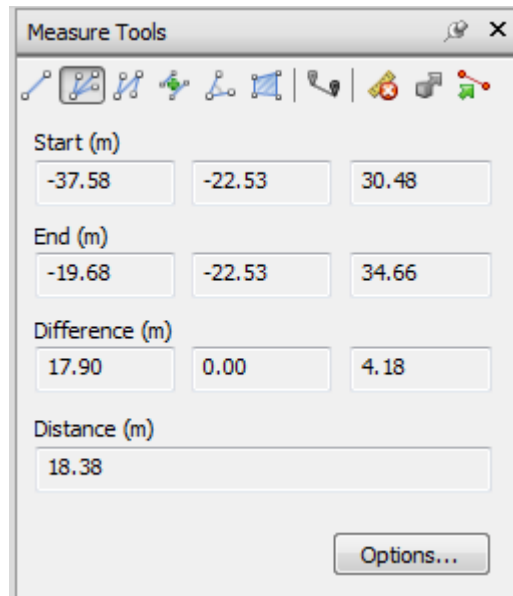 Measure Tools
Start (m)
-37.58 -22.53 30.48
End (m)
-19.68 -22.53 34.66
Difference (m)
17.90 0.00 4.18
Distance (m)
18.38
Options...